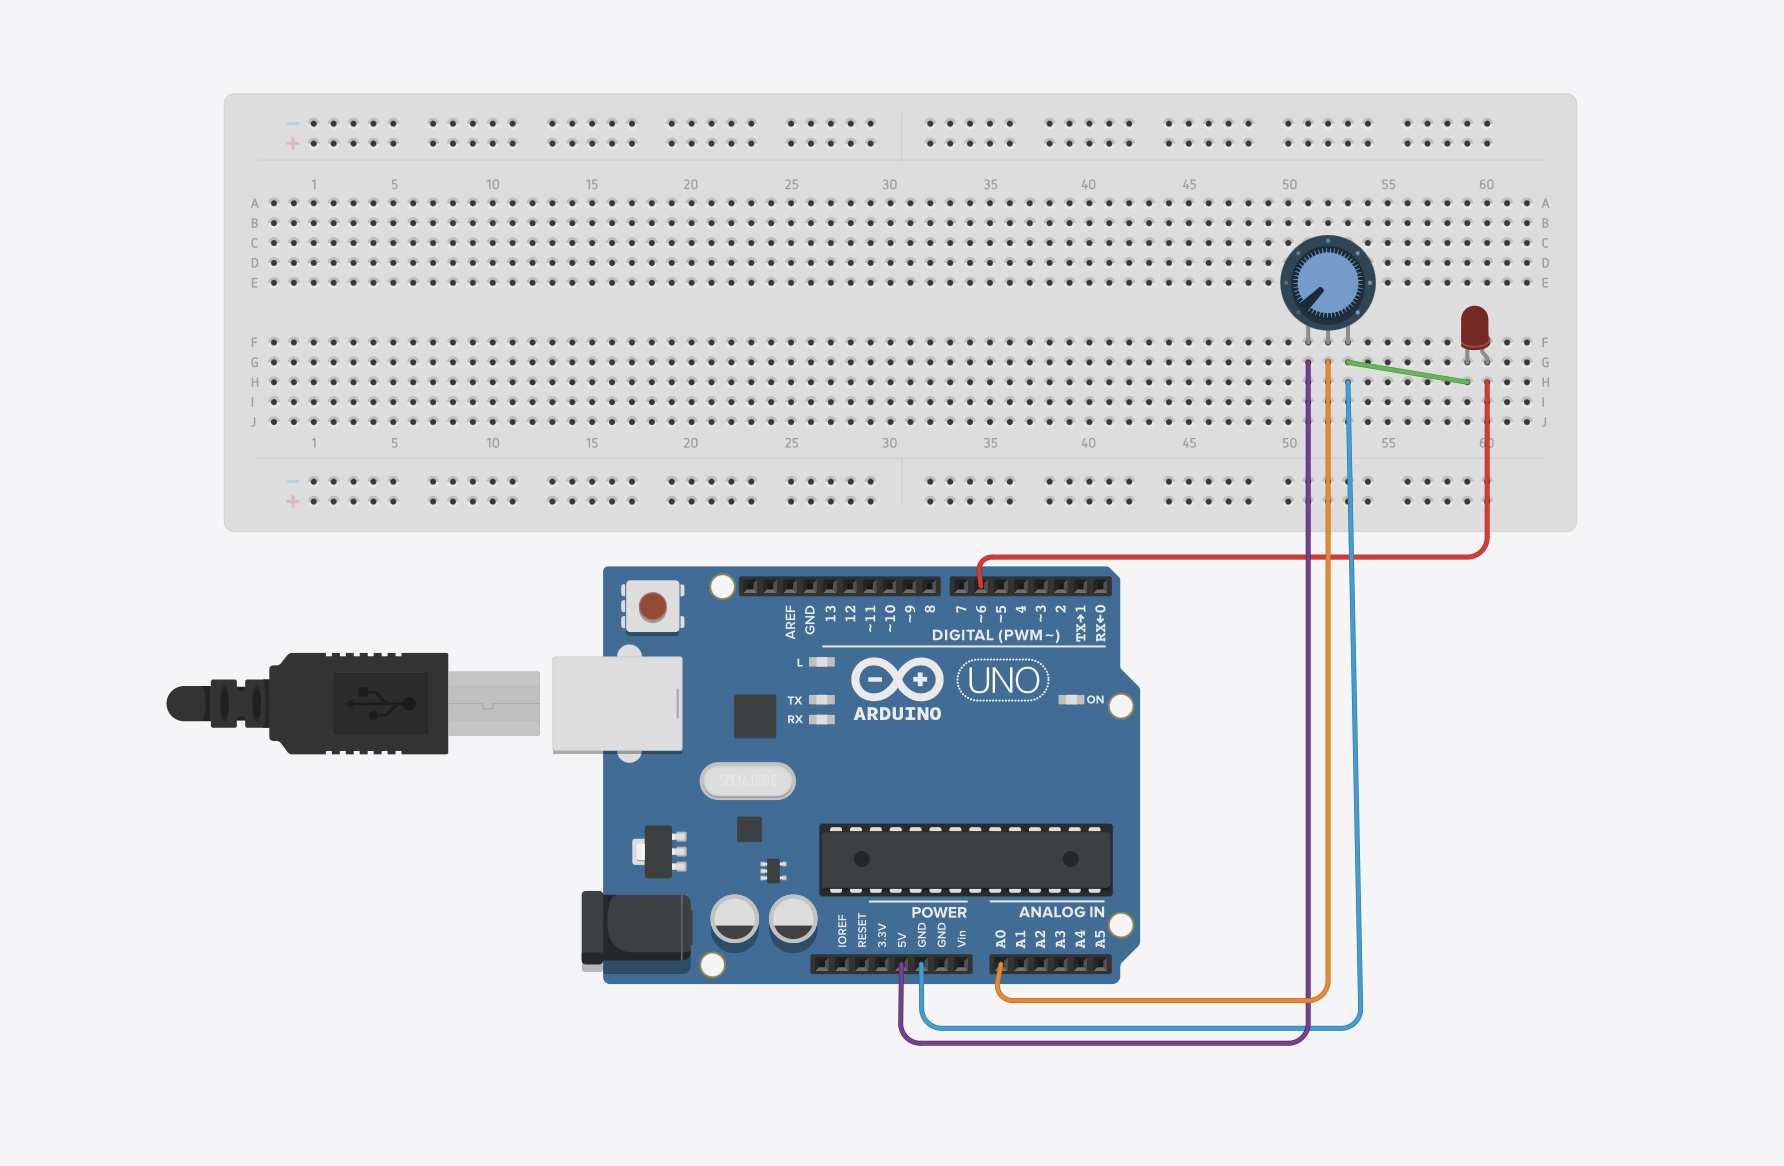 −
+
1 5 10 15 20 25 30 35 40 45 50 55 60
A A
B B
C C
D D
E E
F F
G G
H H
I I
J J
1 5 10 15 20 25 30 35 40 45 50 55 60
−
+
AREF GND 13 12 ~11 ~10 ~9 8 7 ~6 ~5 4 ~3 2 TX→1 RX←0
DIGITAL (PWM~)
L
UNO
TX ON
RX ARDUINO
SPK16.000G
POWER ANALOG IN
IOREF RESET 3.3V 5V GND GND Vin A0 A1 A2 A3 A4 A5